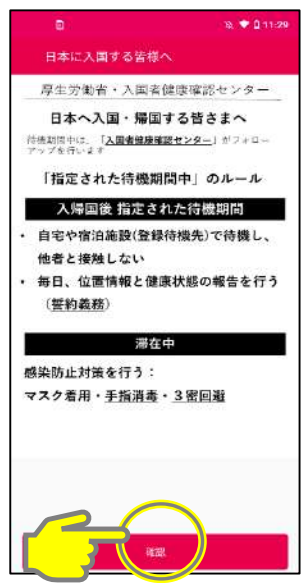 11:29
日本に入国する皆様へ
厚生労働省・入国者健康確認センター
日本へ入国・帰国する皆さまへ
待機期間中は、「入国者健康確認センター」がフォロー
アップを行います
「指定された待機期間中」のルール
入帰国後 指定された待機期間
・ 自宅や宿泊施設(登録待機先)で待機し、
他者と接触しない
・ 毎日、位置情報と健康状態の報告を行う
(誓約義務)
滞在中
感染防止対策を行う：
マスク着用・手指消毒・３密回避
確認